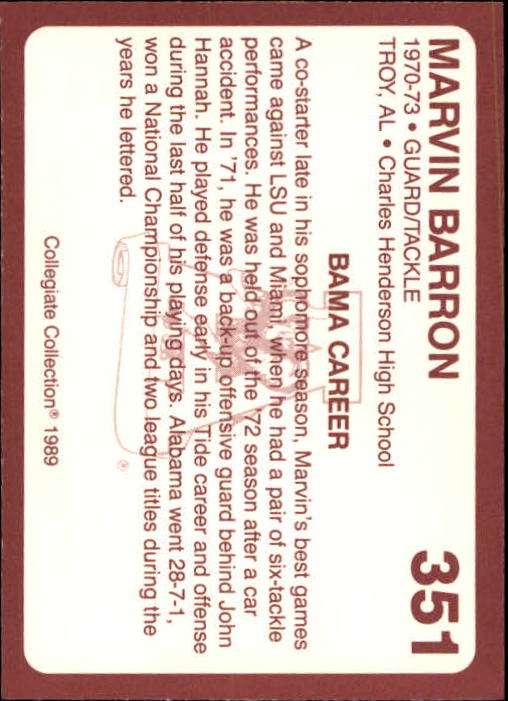 MARVIN BARRON
351
1970-73 • GUARD/TACKLE
TROY, AL • Charles Henderson High School
BAMA CAREER
A co-starter late in his sophomore season, Marvin's best games
came against LSU and Miami when he had a pair of six-tackle
performances. He was held out of the '72 season after a car
accident. In '71, he was a back-up offensive guard behind John
Hannah. He played defense early in his Tide career and offense
during the last half of his playing days. Alabama went 28-7-1,
won a National Championship and two league titles during the
years he lettered.
Collegiate Collection® 1989
®